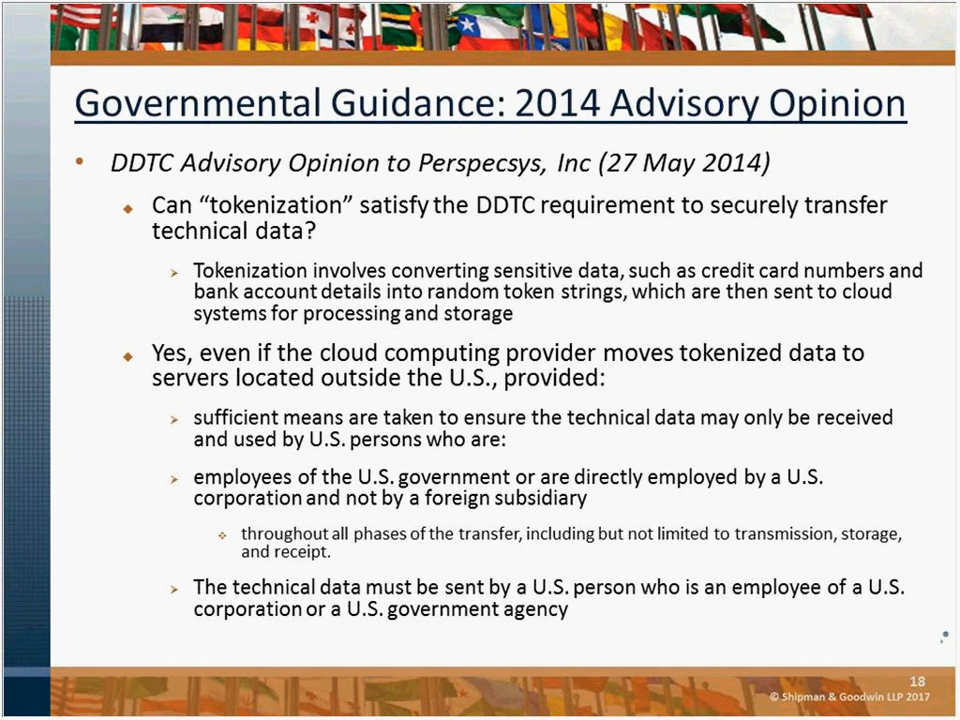 Governmental Guidance: 2014 Advisory Opinion
• DDTC Advisory Opinion to Perspecsys, Inc (27 May 2014)
Can “tokenization” satisfy the DDTC requirement to securely transfer
technical data?
Tokenization involves converting sensitive data, such as credit card numbers and
bank account details into random token strings, which are then sent to cloud
systems for processing and storage
Yes, even if the cloud computing provider moves tokenized data to
servers located outside the U.S., provided:
sufficient means are taken to ensure the technical data may only be received
and used by U.S. persons who are:
employees of the U.S. government or are directly employed by a U.S.
corporation and not by a foreign subsidiary
throughout all phases of the transfer, including but not limited to transmission, storage,
and receipt.
The technical data must be sent by a U.S. person who is an employee of a U.S.
corporation or a U.S. government agency
18
© Shipman & Goodwin LLP 2017